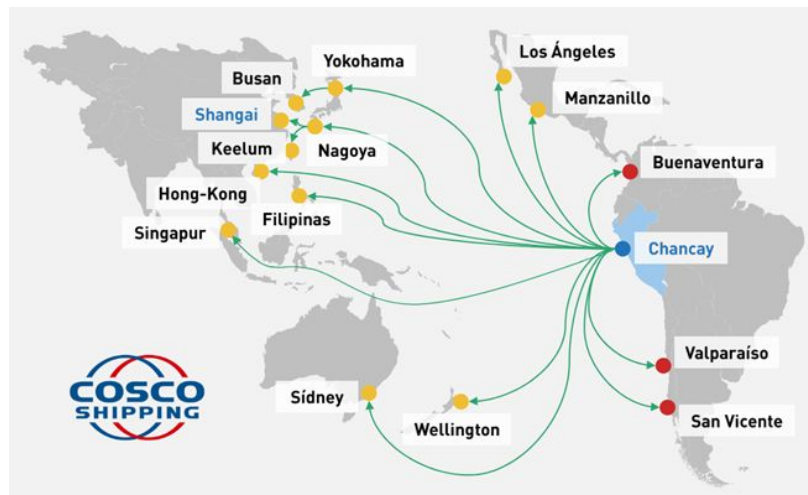 Los Ángeles
Yokohama
Busan
Manzanillo
Shangai
Keelum
Nagoya
Buenaventura
Hong-Kong
Filipinas
Singapur
Chancay
Valparaíso
COSCO
SHIPPING
Sídney
San Vicente
Wellington